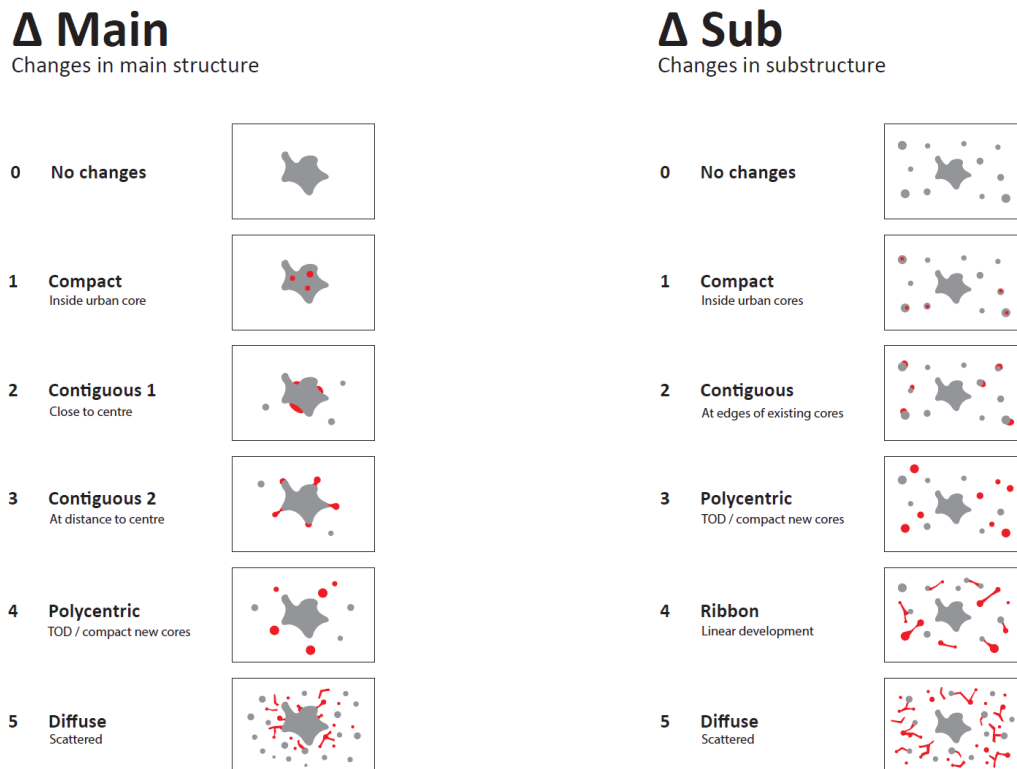 Δ Main
Changes in main structure
0 No changes
1 Compact
Inside urban core
2 Contiguous 1
Close to centre
3 Contiguous 2
At distance to centre
4 Polycentric
TOD / compact new cores
5 Diffuse
Scattered
Δ Sub
Changes in substructure
0 No changes
1 Compact
Inside urban cores
2 Contiguous
At edges of existing cores
3 Polycentric
TOD / compact new cores
4 Ribbon
Linear development
5 Diffuse
Scattered